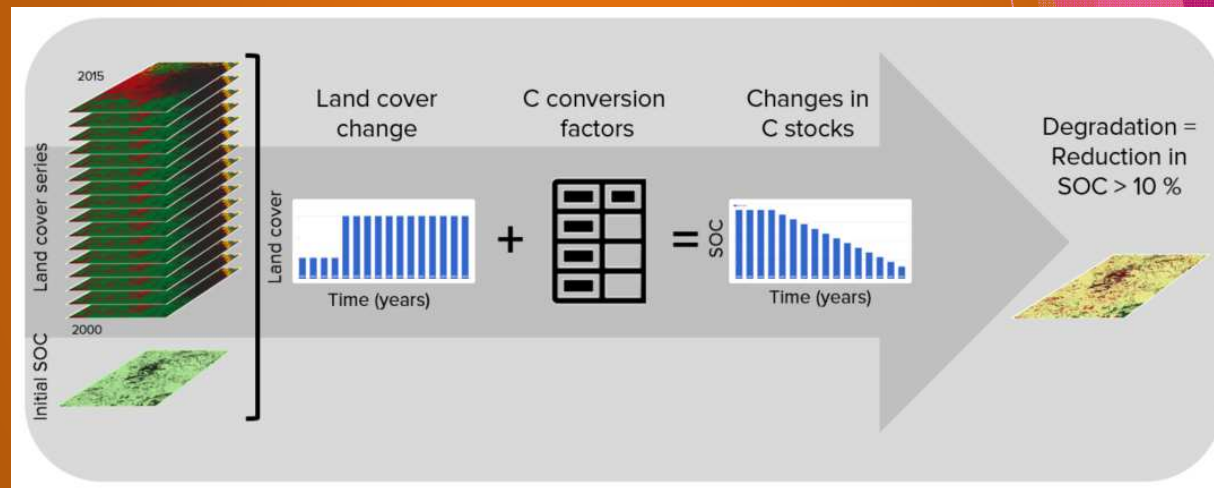 2015
Land cover series
2000
Initial SOC
Land cover
change
Land cover
Time (years)
+
C conversion
factors
=
Changes in
C stocks
SOC
Time (years)
Degradation =
Reduction in
SOC > 10 %